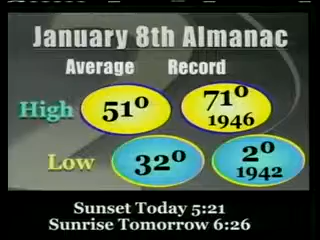 January 8th Almanac
Average Record
High 51° 71°
1946
Low 32° 2°
1942
Sunset Today 5:21
Sunrise Tomorrow 6:26